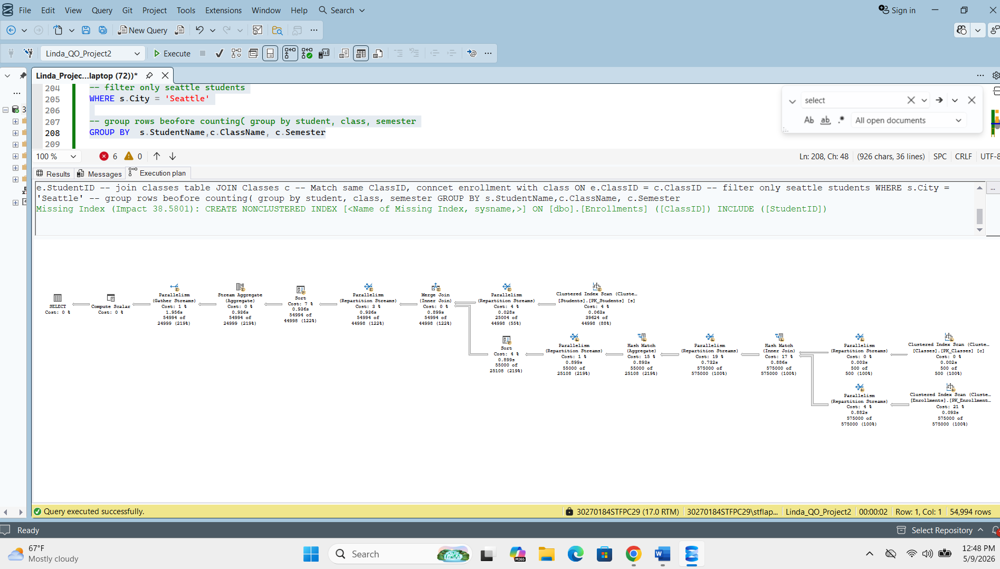 File Edit View Query Git Project Tools Extensions Window Help Search Sign in
New Query
Linda_QO_Project2 Execute
Linda_Projec...laptop (72))*
204 -- filter only seattle students
205 WHERE s.City = 'Seattle'
206
207 -- group rows beofore counting( group by student, class, semester
208 GROUP BY s.StudentName,c.ClassName, c.Semester
209
select
All open documents
100 % 6 0 Ln: 208, Ch: 48 (926 chars, 36 lines) SPC CRLF UTF-8
Results Messages Execution plan
e.StudentID -- join classes table JOIN Classes c -- Match same ClassID, conncet enrollment with class ON e.ClassID = c.ClassID -- filter only seattle students WHERE s.City =
'Seattle' -- group rows beofore counting( group by student, class, semester GROUP BY s.StudentName,c.ClassName, c.Semester
Missing Index (Impact 38.5801): CREATE NONCLUSTERED INDEX [<Name of Missing Index, sysname,>] ON [dbo].[Enrollments] ([ClassID]) INCLUDE ([StudentID])
SELECT
Cost: 0 %
Compute Scalar
Cost: 0 %
Parallelism
(Gather Streams)
Cost: 1 %
1.956s
54994 of
24999 (219%)
Stream Aggregate
(Aggregate)
Cost: 0 %
0.936s
54994 of
24999 (219%)
Sort
Cost: 7 %
0.936s
54994 of
44998 (122%)
Parallelism
(Repartition Streams)
Cost: 3 %
0.936s
54994 of
44998 (122%)
Merge Join
(Inner Join)
Cost: 0 %
0.899s
54994 of
44998 (122%)
Parallelism
(Repartition Streams)
Cost: 4 %
0.028s
25004 of
44998 (55%)
Clustered Index Scan (Cluste...
[Students].[PK_Students] [s]
Cost: 4 %
0.063s
39624 of
44998 (88%)
Sort
Cost: 4 %
0.899s
55000 of
25108 (219%)
Parallelism
(Repartition Streams)
Cost: 1 %
0.899s
55000 of
25108 (219%)
Hash Match
(Aggregate)
Cost: 15 %
0.893s
55000 of
25108 (219%)
Parallelism
(Repartition Streams)
Cost: 19 %
0.732s
575000 of
575000 (100%)
Hash Match
(Inner Join)
Cost: 17 %
0.886s
575000 of
575000 (100%)
Parallelism
(Repartition Streams)
Cost: 0 %
0.003s
500 of
500 (100%)
Clustered Index Scan (Cluste...
[Classes].[PK_Classes] [c]
Cost: 0 %
0.002s
500 of
500 (100%)
Parallelism
(Repartition Streams)
Cost: 4 %
0.882s
575000 of
575000 (100%)
Clustered Index Scan (Cluste...
[Enrollments].[PK_Enrollment...
Cost: 21 %
0.093s
575000 of
575000 (100%)
Query executed successfully. 30270184STFPC29 (17.0 RTM) 30270184STFPC29\stflap... Linda_QO_Project2 00:00:02 Row: 1, Col: 1 54,994 rows
Ready Select Repository
67°F
Mostly cloudy
Search
M365
12:48 PM
5/9/2026